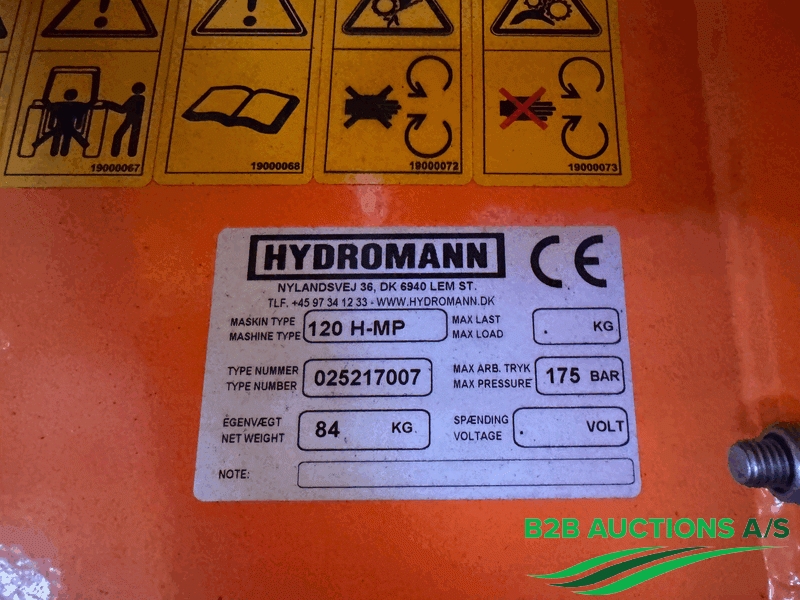 19000067
19000068
19000072
19000073
HYDROMANN CE
NYLANDSVEJ 36, DK 6940 LEM ST.
TLF. +45 97 34 12 33 - WWW.HYDROMANN.DK
MASKIN TYPE
MASHINE TYPE
120 H-MP
MAX LAST
MAX LOAD
. KG.
TYPE NUMMER
TYPE NUMBER
025217007
MAX ARB. TRYK
MAX PRESSURE
175 BAR
EGENVÆGT
NET WEIGHT
84 KG.
SPÆNDING
VOLTAGE
. VOLT
NOTE:
B2B AUCTIONS A/S